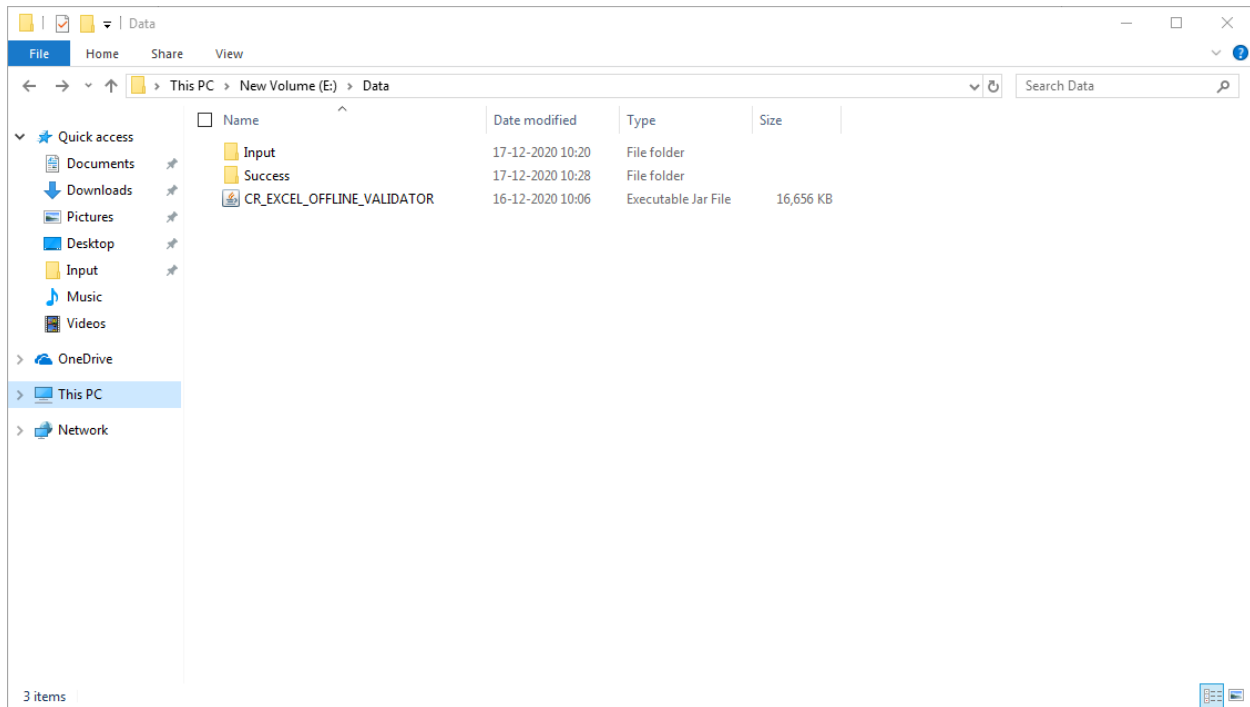 Data
File Home Share View
This PC > New Volume (E:) > Data Search Data
Name Date modified Type Size
Quick access
Documents
Downloads
Pictures
Desktop
Input
Music
Videos
OneDrive
This PC
Network
Input 17-12-2020 10:20 File folder
Success 17-12-2020 10:28 File folder
CR_EXCEL_OFFLINE_VALIDATOR 16-12-2020 10:06 Executable Jar File 16,656 KB
3 items